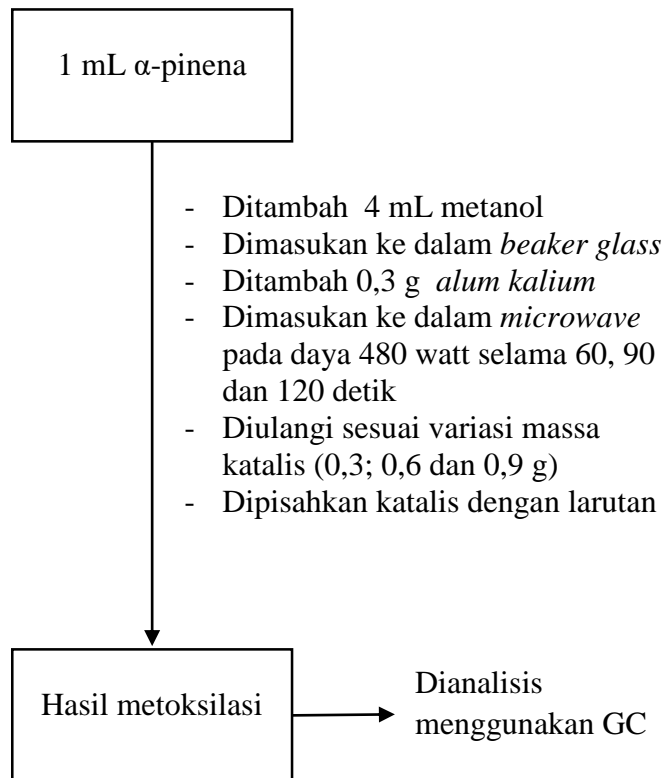 1 mL α-pinena
- Ditambah 4 mL metanol
- Dimasukan ke dalam beaker glass
- Ditambah 0,3 g alum kalium
- Dimasukan ke dalam microwave
pada daya 480 watt selama 60, 90
dan 120 detik
- Diulangi sesuai variasi massa
katalis (0,3; 0,6 dan 0,9 g)
- Dipisahkan katalis dengan larutan
Hasil metoksilasi
Dianalisis
menggunakan GC